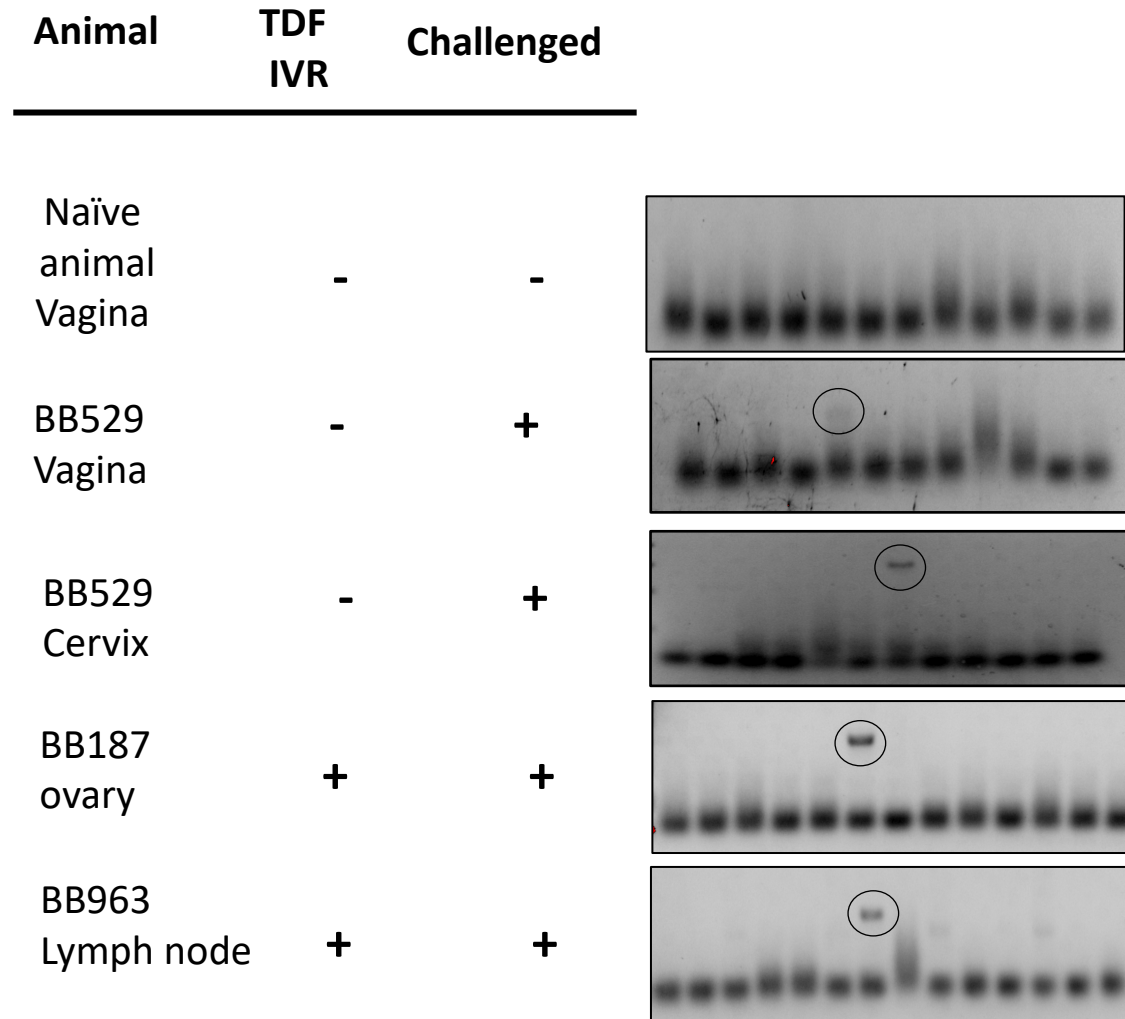 Animal
TDF
IVR
Challenged
Naïve
animal
Vagina
-
-
BB529
Vagina
-
+
BB529
Cervix
-
+
BB187
ovary
+
+
BB963
Lymph node
+
+